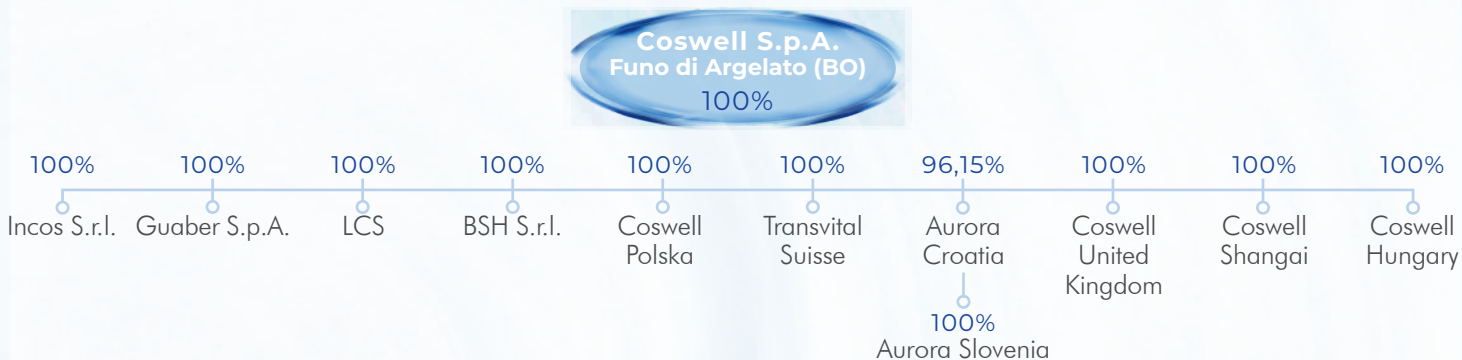 Coswell S.p.A.
Funo di Argelato (BO)
100%
100% 100% 100% 100% 100% 100% 96,15% 100% 100% 100%
Incos S.r.l. Guaber S.p.A. LCS BSH S.r.l. Coswell Transvital Aurora Coswell Coswell Coswell
Polska Suisse Croatia United Shangai Hungary
Kingdom
100%
Aurora Slovenia